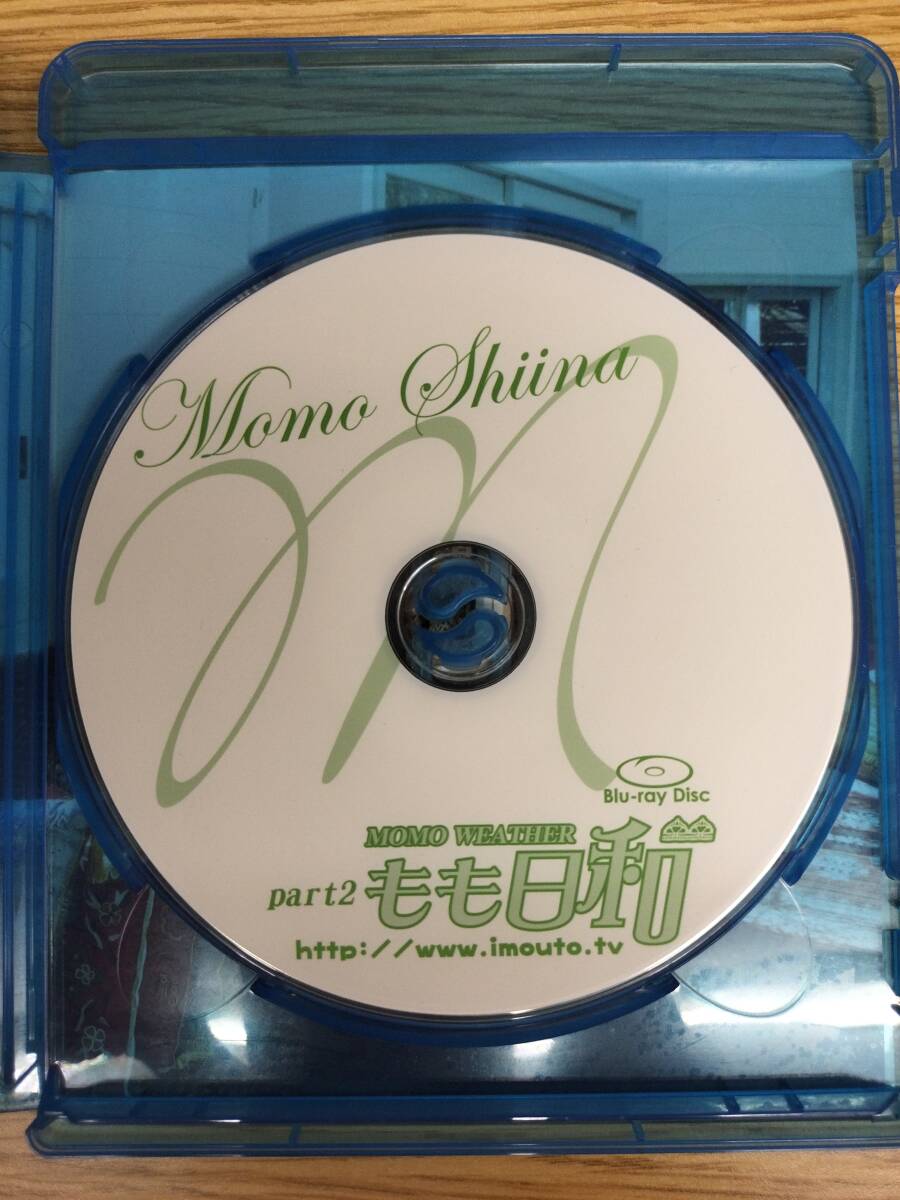 Momo Shiina
Blu-ray Disc
MOMO WEATHER
part2 もも日和
http://www.imouto.tv